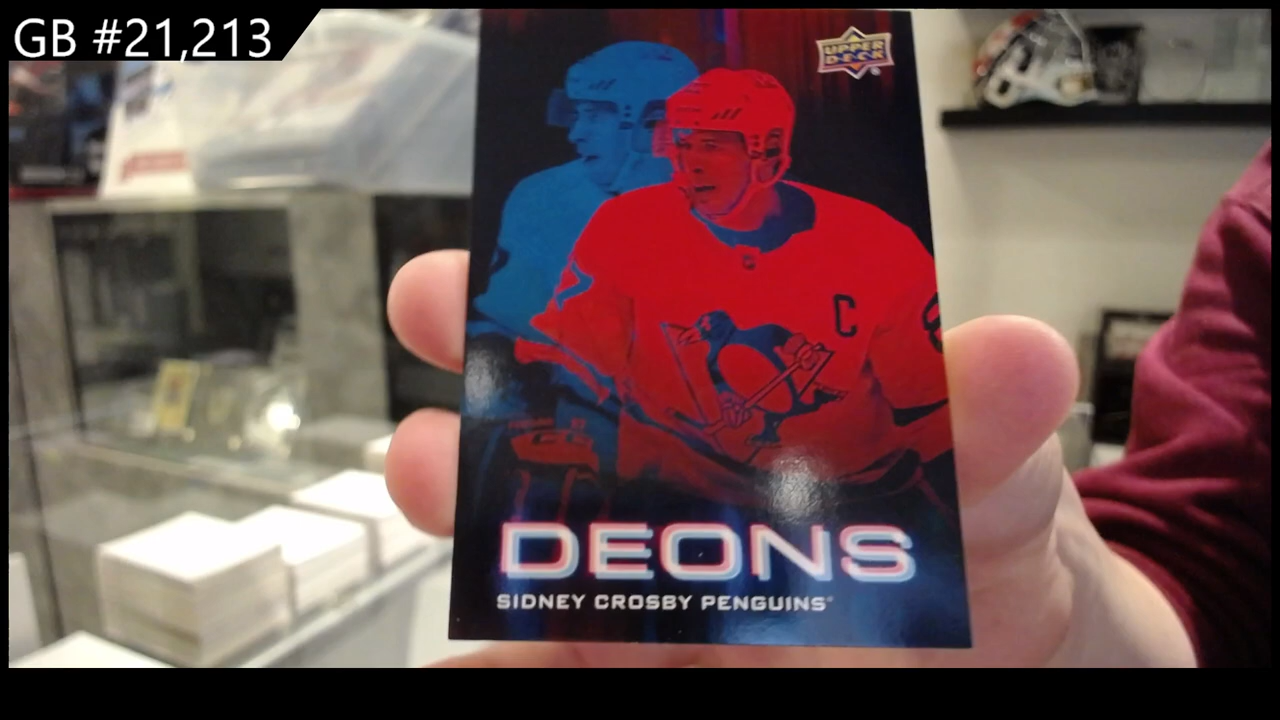 GB #21,213
UPPER
DECK
C
DEONS
SIDNEY CROSBY PENGUINS®